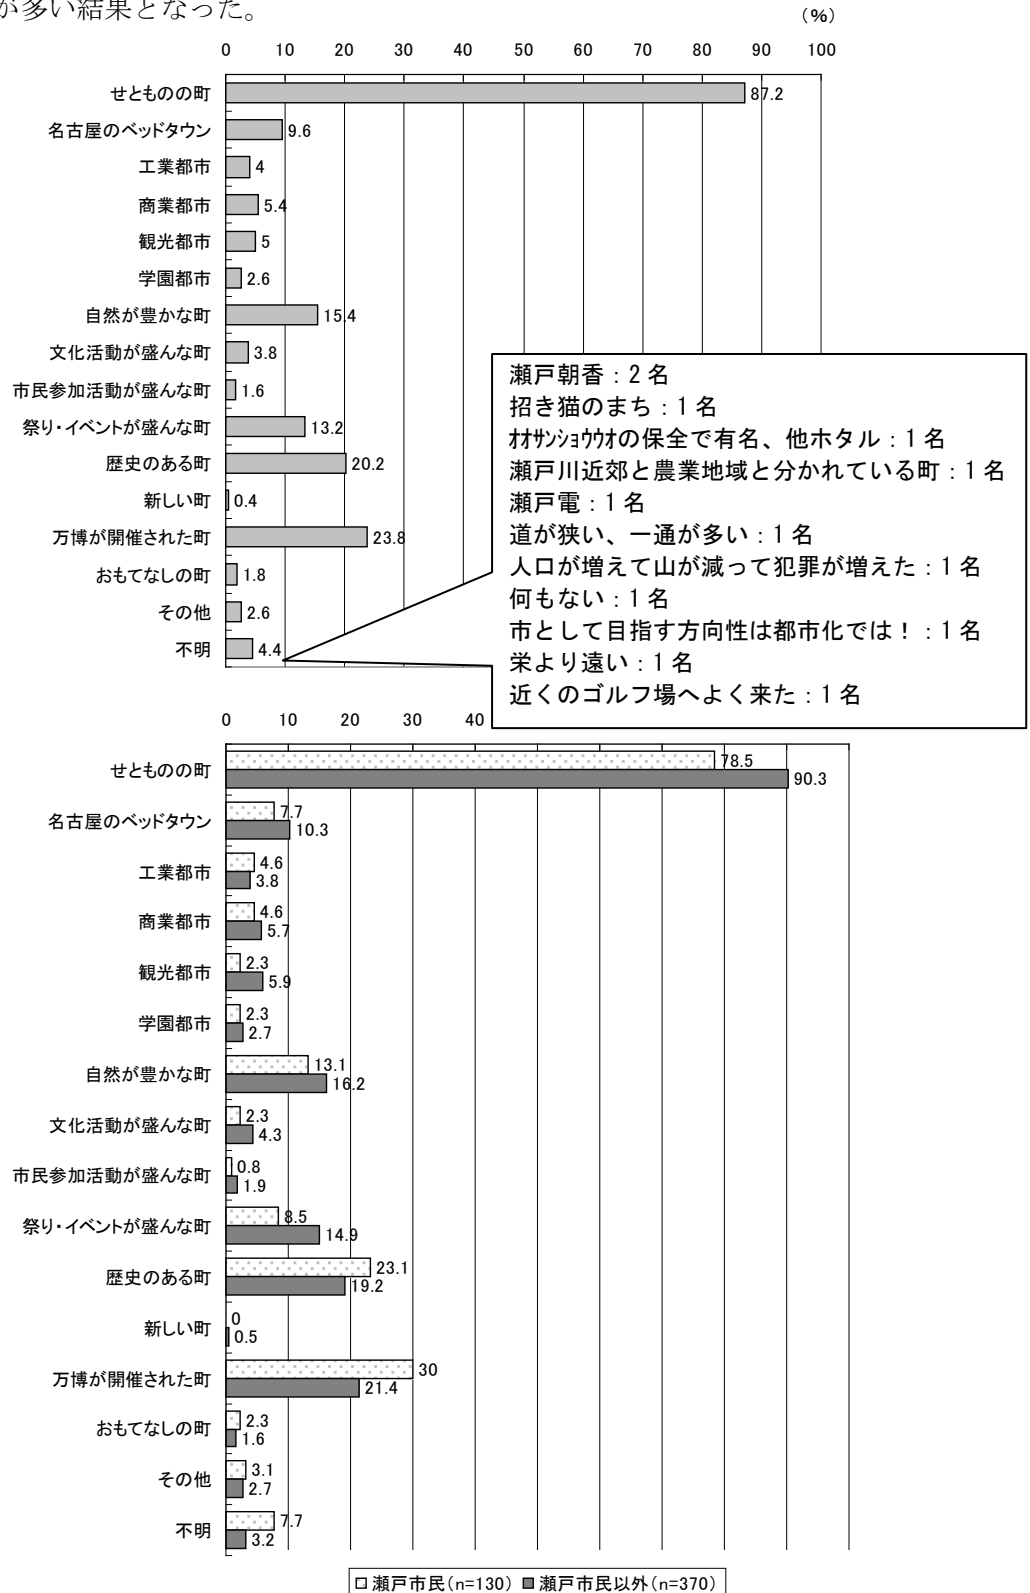 が多い結果となった。
(%)
0 10 20 30 40 50 60 70 80 90 100
せとものの町 87.2
名古屋のベッドタウン 9.6
工業都市 4
商業都市 5.4
観光都市 5
学園都市 2.6
自然が豊かな町 15.4
文化活動が盛んな町 3.8
市民参加活動が盛んな町 1.6
祭り・イベントが盛んな町 13.2
歴史のある町 20.2
新しい町 0.4
万博が開催された町 23.8
おもてなしの町 1.8
その他 2.6
不明 4.4
瀬戸朝香：2名
招き猫のまち：1名
ｵｵｻﾝｼｮｳｳｵの保全で有名、他ホタル：1名
瀬戸川近郊と農業地域と分かれている町：1名
瀬戸電：1名
道が狭い、一通が多い：1名
人口が増えて山が減って犯罪が増えた：1名
何もない：1名
市として目指す方向性は都市化では！：1名
栄より遠い：1名
近くのゴルフ場へよく来た：1名
0 10 20 30 40
せとものの町 78.5 90.3
名古屋のベッドタウン 7.7 10.3
工業都市 4.6 3.8
商業都市 4.6 5.7
観光都市 2.3 5.9
学園都市 2.3 2.7
自然が豊かな町 13.1 16.2
文化活動が盛んな町 2.3 4.3
市民参加活動が盛んな町 0.8 1.9
祭り・イベントが盛んな町 8.5 14.9
歴史のある町 23.1 19.2
新しい町 0 0.5
万博が開催された町 30 21.4
おもてなしの町 2.3 1.6
その他 3.1 2.7
不明 7.7 3.2
瀬戸市民(n=130) 瀬戸市民以外(n=370)